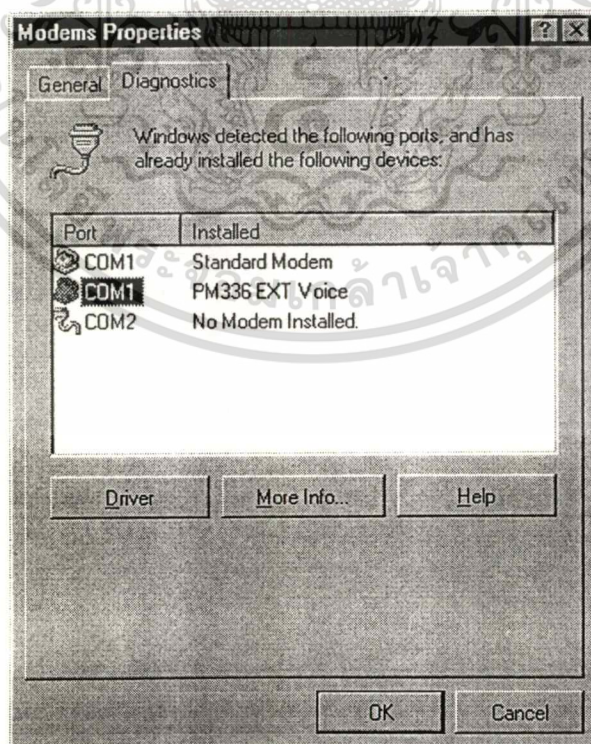 Modems Properties
General
Diagnostics
Windows detected the following ports, and has
already installed the following devices:
Port Installed
COM1 Standard Modem
COM1 PM336 EXT Voice
COM2 No Modem Installed.
Driver More Info... Help
OK Cancel